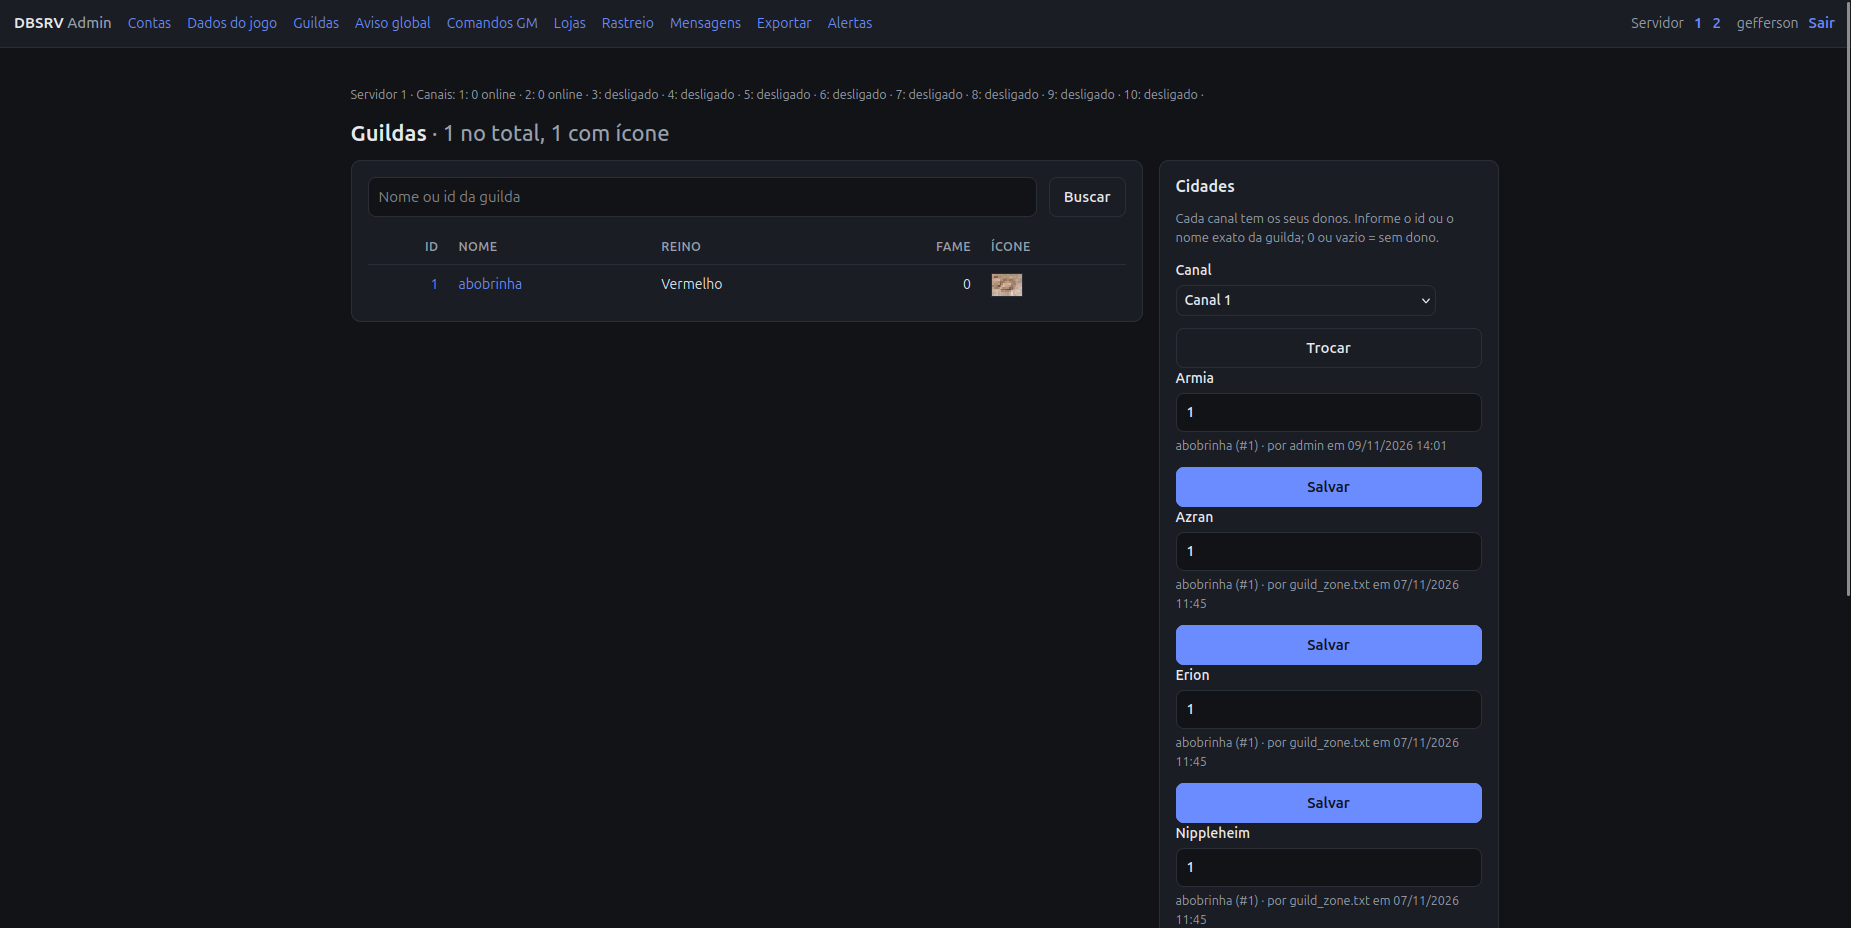 DBSRV Admin Contas Dados do jogo Guildas Aviso global Comandos GM Lojas Rastreio Mensagens Exportar Alertas Servidor 1 2 gefferson Sair
Servidor 1 · Canais: 1: 0 online · 2: 0 online · 3: desligado · 4: desligado · 5: desligado · 6: desligado · 7: desligado · 8: desligado · 9: desligado · 10: desligado ·
Guildas · 1 no total, 1 com ícone
Nome ou id da guilda
Buscar
ID NOME REINO FAME ÍCONE
1 abobrinha Vermelho 0
Cidades
Cada canal tem os seus donos. Informe o id ou o
nome exato da guilda; 0 ou vazio = sem dono.
Canal
Canal 1
Trocar
Armia
1
abobrinha (#1) · por admin em 09/11/2026 14:01
Salvar
Azran
1
abobrinha (#1) · por guild_zone.txt em 07/11/2026
11:45
Salvar
Erion
1
abobrinha (#1) · por guild_zone.txt em 07/11/2026
11:45
Salvar
Nippleheim
1
abobrinha (#1) · por guild_zone.txt em 07/11/2026
11:45